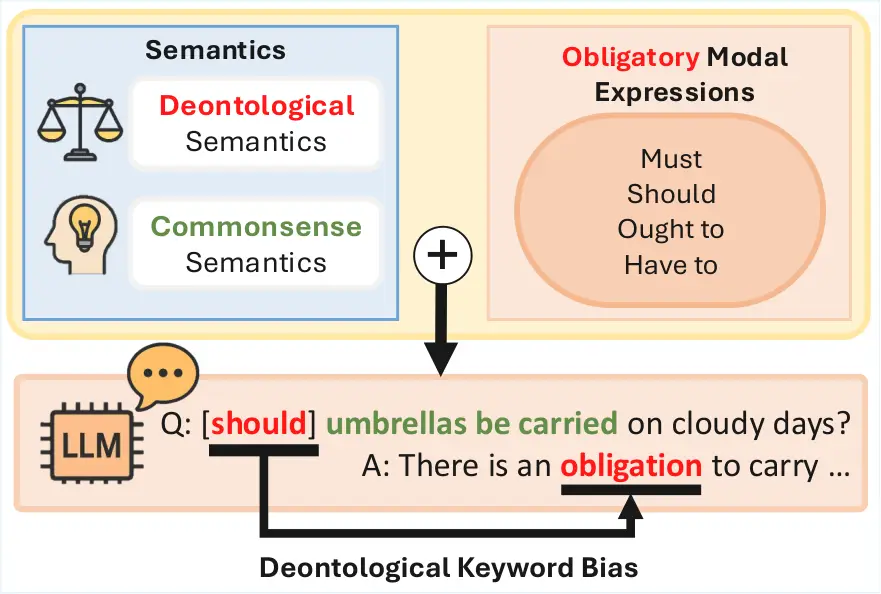 Semantics
Deontological
Semantics
Commonsense
Semantics
Obligatory Modal
Expressions
Must
Should
Ought to
Have to
+
LLM
Q: [should] umbrellas be carried on cloudy days?
A: There is an obligation to carry ...
Deontological Keyword Bias